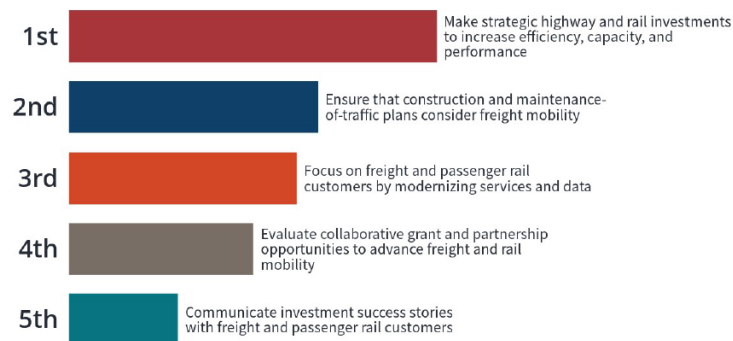 1st
Make strategic highway and rail investments
to increase efficiency, capacity, and
performance
2nd
Ensure that construction and maintenance-
of-traffic plans consider freight mobility
3rd
Focus on freight and passenger rail
customers by modernizing services and data
4th
Evaluate collaborative grant and partnership
opportunities to advance freight and rail
mobility
5th
Communicate investment success stories
with freight and passenger rail customers